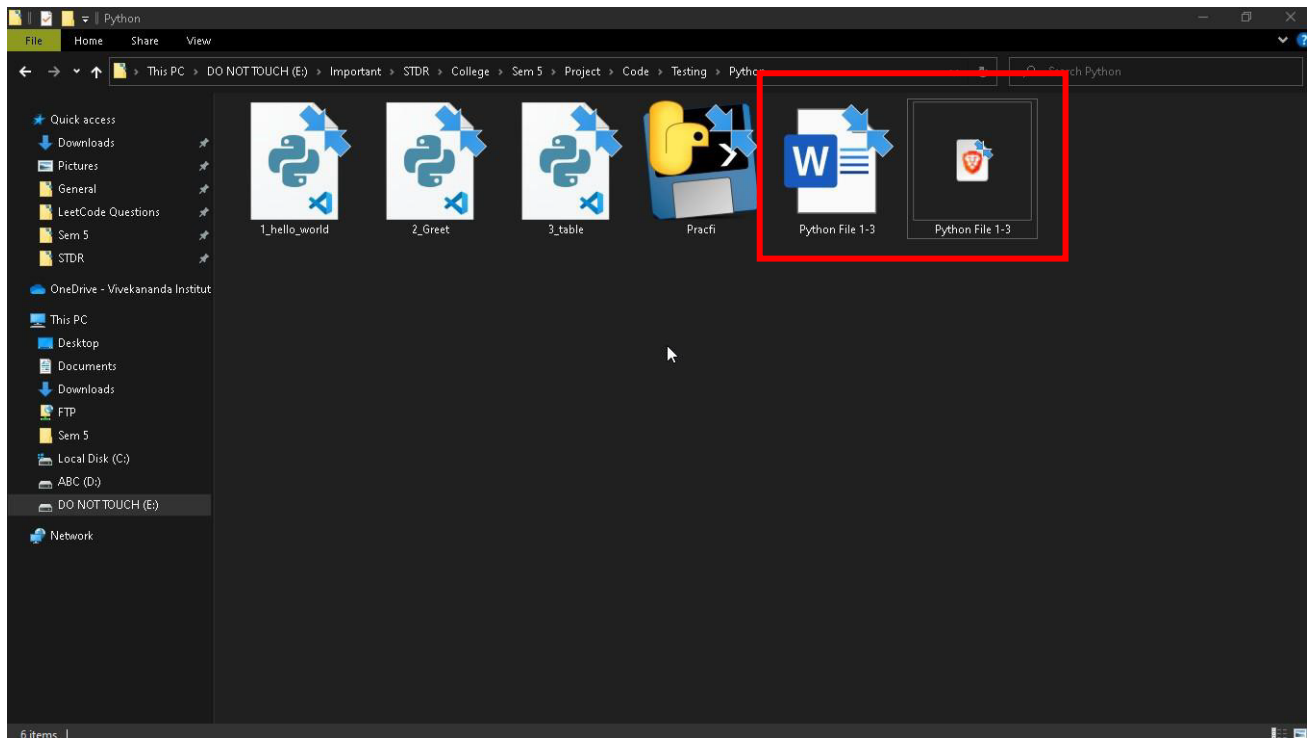 Python
File Home Share View
This PC > DO NOT TOUCH (E:) > Important > STDR > College > Sem 5 > Project > Code > Testing > Python
Search Python
Quick access
Downloads
Pictures
General
LeetCode Questions
Sem 5
STDR
OneDrive - Vivekananda Institut
This PC
Desktop
Documents
Downloads
FTP
Sem 5
Local Disk (C:)
ABC (D:)
DO NOT TOUCH (E:)
Network
W
1_hello_world 2_Greet 3_table Pracfi Python File 1-3 Python File 1-3
6 items